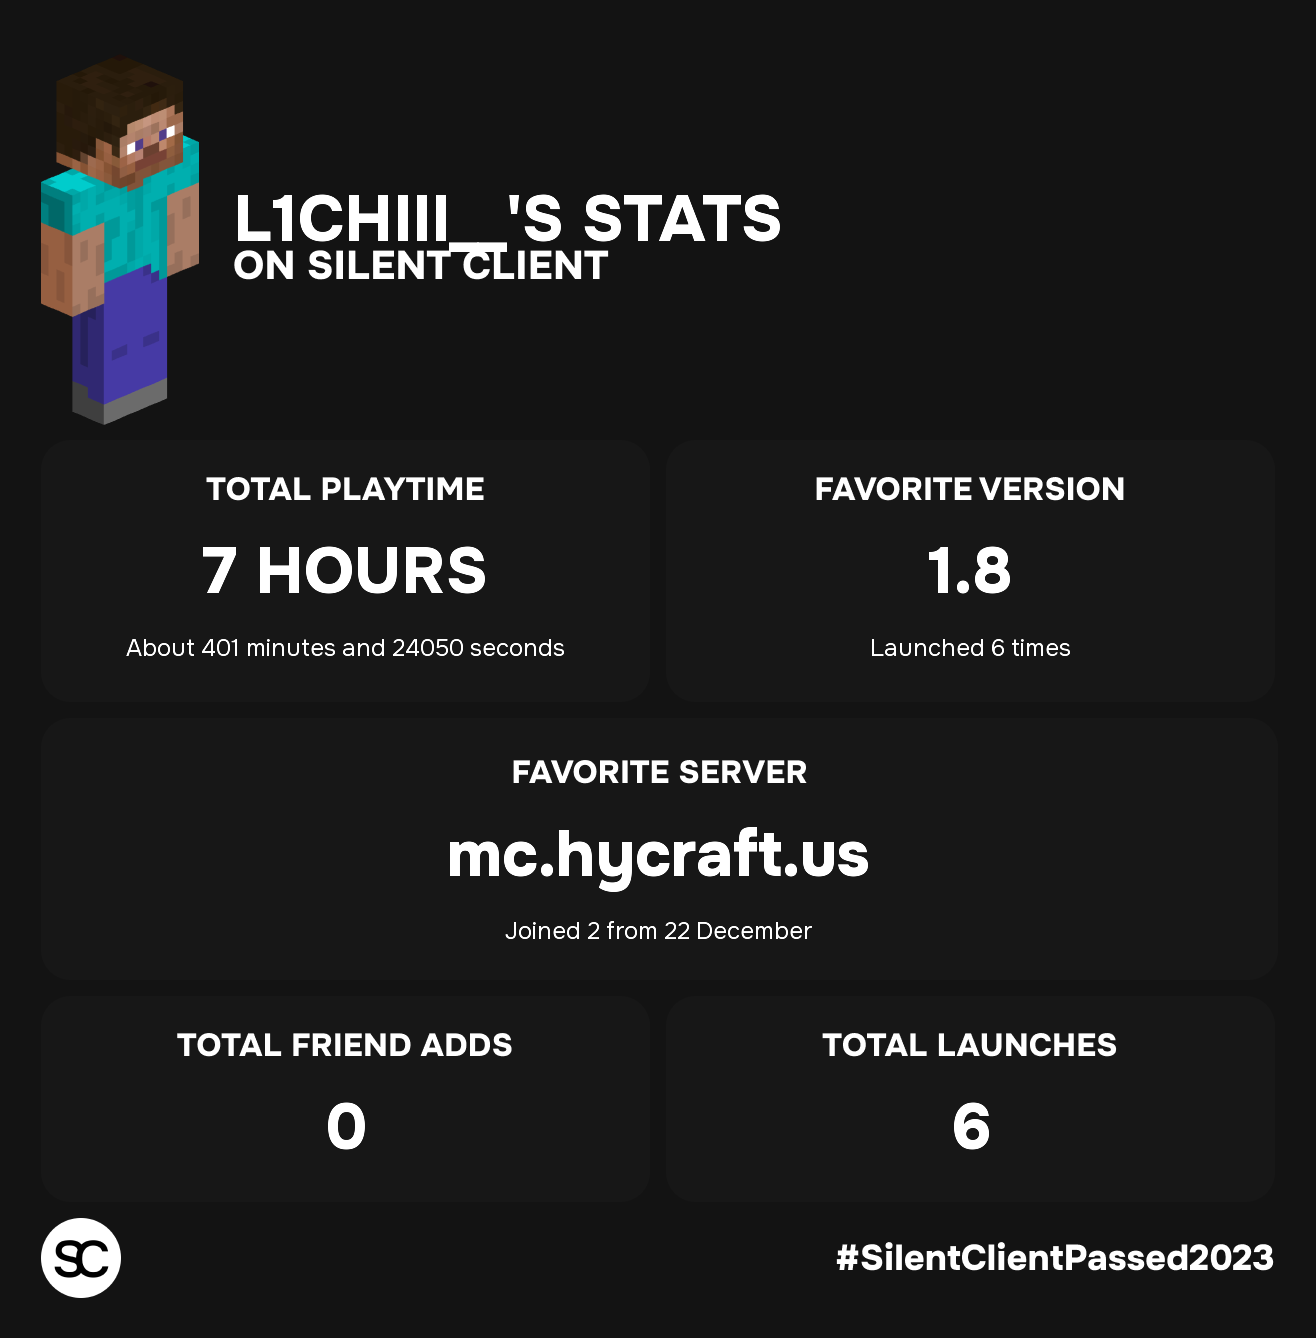 L1CHIII__'S STATS
ON SILENT CLIENT
TOTAL PLAYTIME
7 HOURS
About 401 minutes and 24050 seconds
FAVORITE VERSION
1.8
Launched 6 times
FAVORITE SERVER
mc.hycraft.us
Joined 2 from 22 December
TOTAL FRIEND ADDS
0
TOTAL LAUNCHES
6
SC
#SilentClientPassed2023